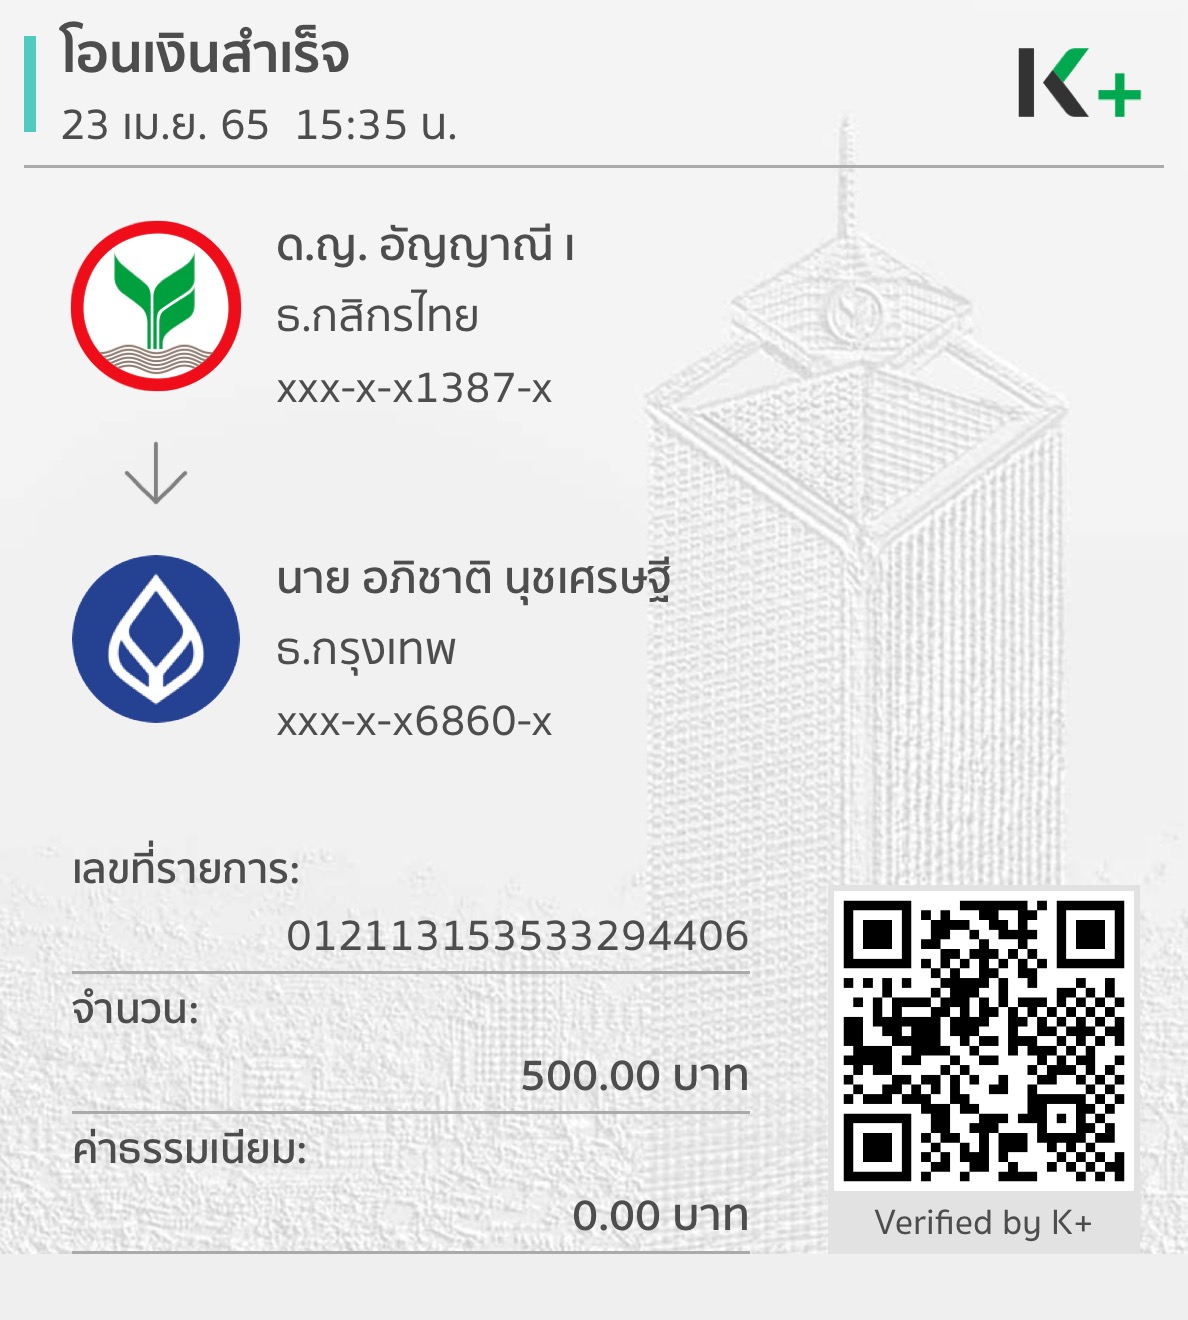 โอนเงินสำเร็จ
23 เม.ย. 65 15:35 น.
K+
ด.ญ. อัญญาณี เ
ธ.กสิกรไทย
xxx-x-x1387-x
นาย อภิชาติ นุชเศรษฐี
ธ.กรุงเทพ
xxx-x-x6860-x
เลขที่รายการ:
012113153533294406
จำนวน:
500.00 บาท
ค่าธรรมเนียม:
0.00 บาท
Verified by K+